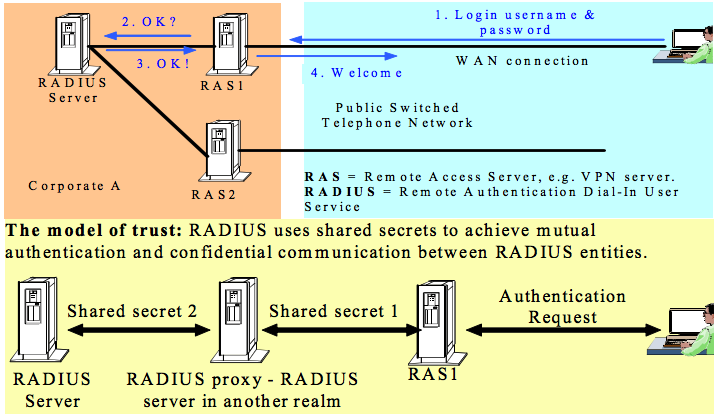 2. OK?
1. Login username &
password
3. OK!
4. Welcome
WAN connection
RADIUS
Server
RAS1
Public Switched
Telephone Network
RAS = Remote Access Server, e.g. VPN server.
RADIUS = Remote Authentication Dial-In User
Service
Corporate A
RAS2
The model of trust: RADIUS uses shared secrets to achieve mutual
authentication and confidential communication between RADIUS entities.
Shared secret 2
Shared secret 1
Authentication
Request
RADIUS
Server
RADIUS proxy - RADIUS
server in another realm
RAS1